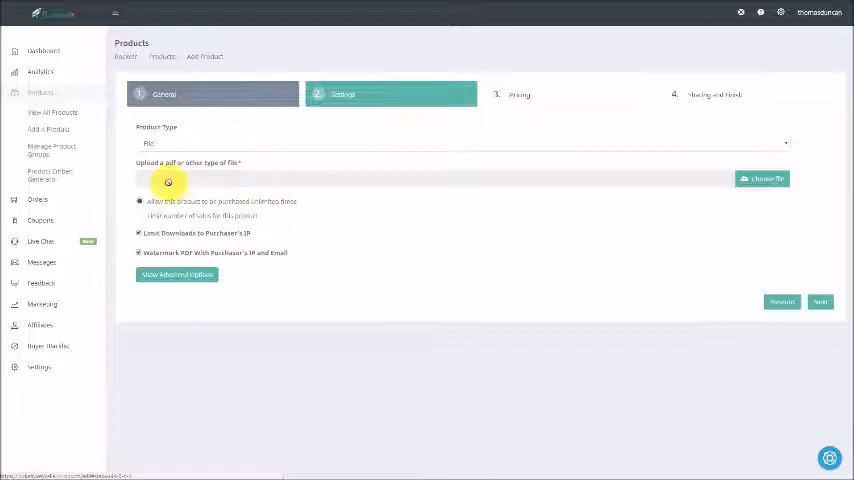 thomasduncan
Dashboard
Analytics
Products
View All Products
Add A Product
Manage Product
Groups
Product Embed
Generator
Orders
Coupons
Live Chat New
Messages
Feedback
Marketing
Affiliates
Buyer Blacklist
Settings
Products
Rocketr Products Add Product
1. General
2. Settings
3. Pricing
4. Sharing and Finish
Product Type
File
Upload a pdf or other type of file*
Choose file
Allow this product to be purchased Unlimited times
Limit number of sales for this product
Limit Downloads to Purchaser's IP
Watermark PDF With Purchaser's IP and Email
Show Advanced Options
Previous Next